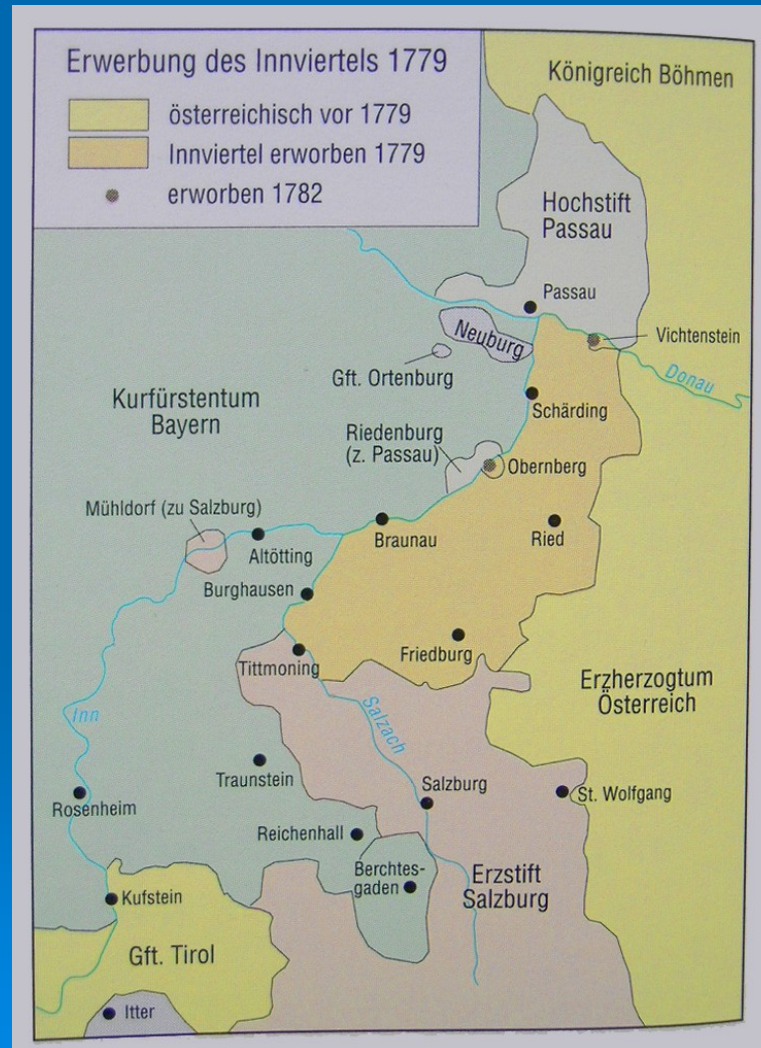 Erwerbung des Innviertels 1779
österreichisch vor 1779
Innviertel erworben 1779
erworben 1782
Königreich Böhmen
Hochstift
Passau
Passau
Neuburg
Vichtenstein
Donau
Gft. Ortenburg
Kurfürstentum
Bayern
Schärding
Riedenburg
(z. Passau)
Obernberg
Mühldorf (zu Salzburg)
Altötting
Braunau
Ried
Burghausen
Tittmoning
Friedburg
Erzherzogtum
Österreich
Inn
Salzach
Traunstein
Salzburg
St. Wolfgang
Rosenheim
Reichenhall
Berchtes-
gaden
Erzstift
Salzburg
Kufstein
Gft. Tirol
Itter